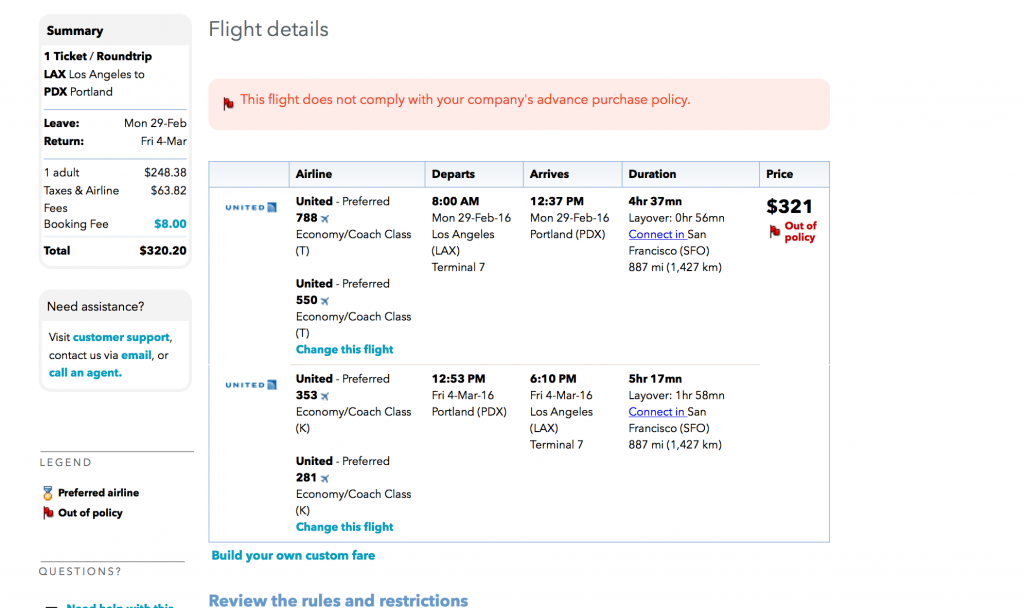 Summary
1 Ticket / Roundtrip
LAX Los Angeles to
PDX Portland
Leave: Mon 29-Feb
Return: Fri 4-Mar
1 adult $248.38
Taxes & Airline $63.82
Fees
Booking Fee $8.00
Total $320.20
Need assistance?
Visit customer support,
contact us via email, or
call an agent.
LEGEND
Preferred airline
Out of policy
QUESTIONS?
Need help with this
Flight details
This flight does not comply with your company's advance purchase policy.
Airline Departs Arrives Duration Price
UNITED
United - Preferred
788
Economy/Coach Class
(T)
United - Preferred
550
Economy/Coach Class
(T)
Change this flight
8:00 AM
Mon 29-Feb-16
Los Angeles
(LAX)
Terminal 7
12:37 PM
Mon 29-Feb-16
Portland (PDX)
4hr 37mn
Layover: 0hr 56mn
Connect in San
Francisco (SFO)
887 mi (1,427 km)
$321
Out of
policy
UNITED
United - Preferred
353
Economy/Coach Class
(K)
United - Preferred
281
Economy/Coach Class
(K)
Change this flight
12:53 PM
Fri 4-Mar-16
Portland (PDX)
6:10 PM
Fri 4-Mar-16
Los Angeles
(LAX)
Terminal 7
5hr 17mn
Layover: 1hr 58mn
Connect in San
Francisco (SFO)
887 mi (1,427 km)
Build your own custom fare
Review the rules and restrictions